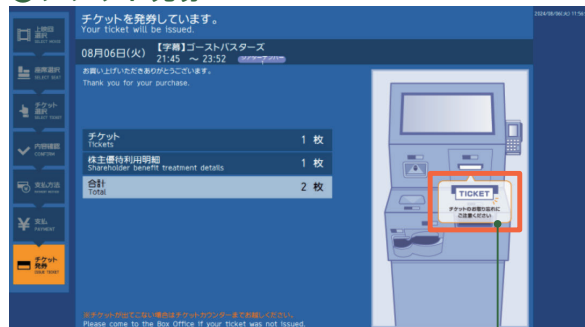 チケットを発券しています。
Your ticket will be issued.
2024/08/06(火) 11:56
上映回
選択
SELECT MOVIE
08月06日(火) 【字幕】ゴーストバスターズ
21:45 ～ 23:52
座席選択
SELECT SEAT
お買い上げいただきありがとうございます。
Thank you for your purchase.
チケット
選択
SELECT TICKET
チケット 1 枚
Tickets
内容確認
CONFIRM
株主優待利用明細 1 枚
Shareholder benefit treatment details
合計 2 枚
Total
支払方法
支払
PAYMENT
チケット
発券
ISSUE TICKET
TICKET
チケットのお取り忘れに
ご注意ください
※チケットが出てこない場合はチケットカウンターまでお越しください。
Please come to the Box Office if your ticket was not issued.